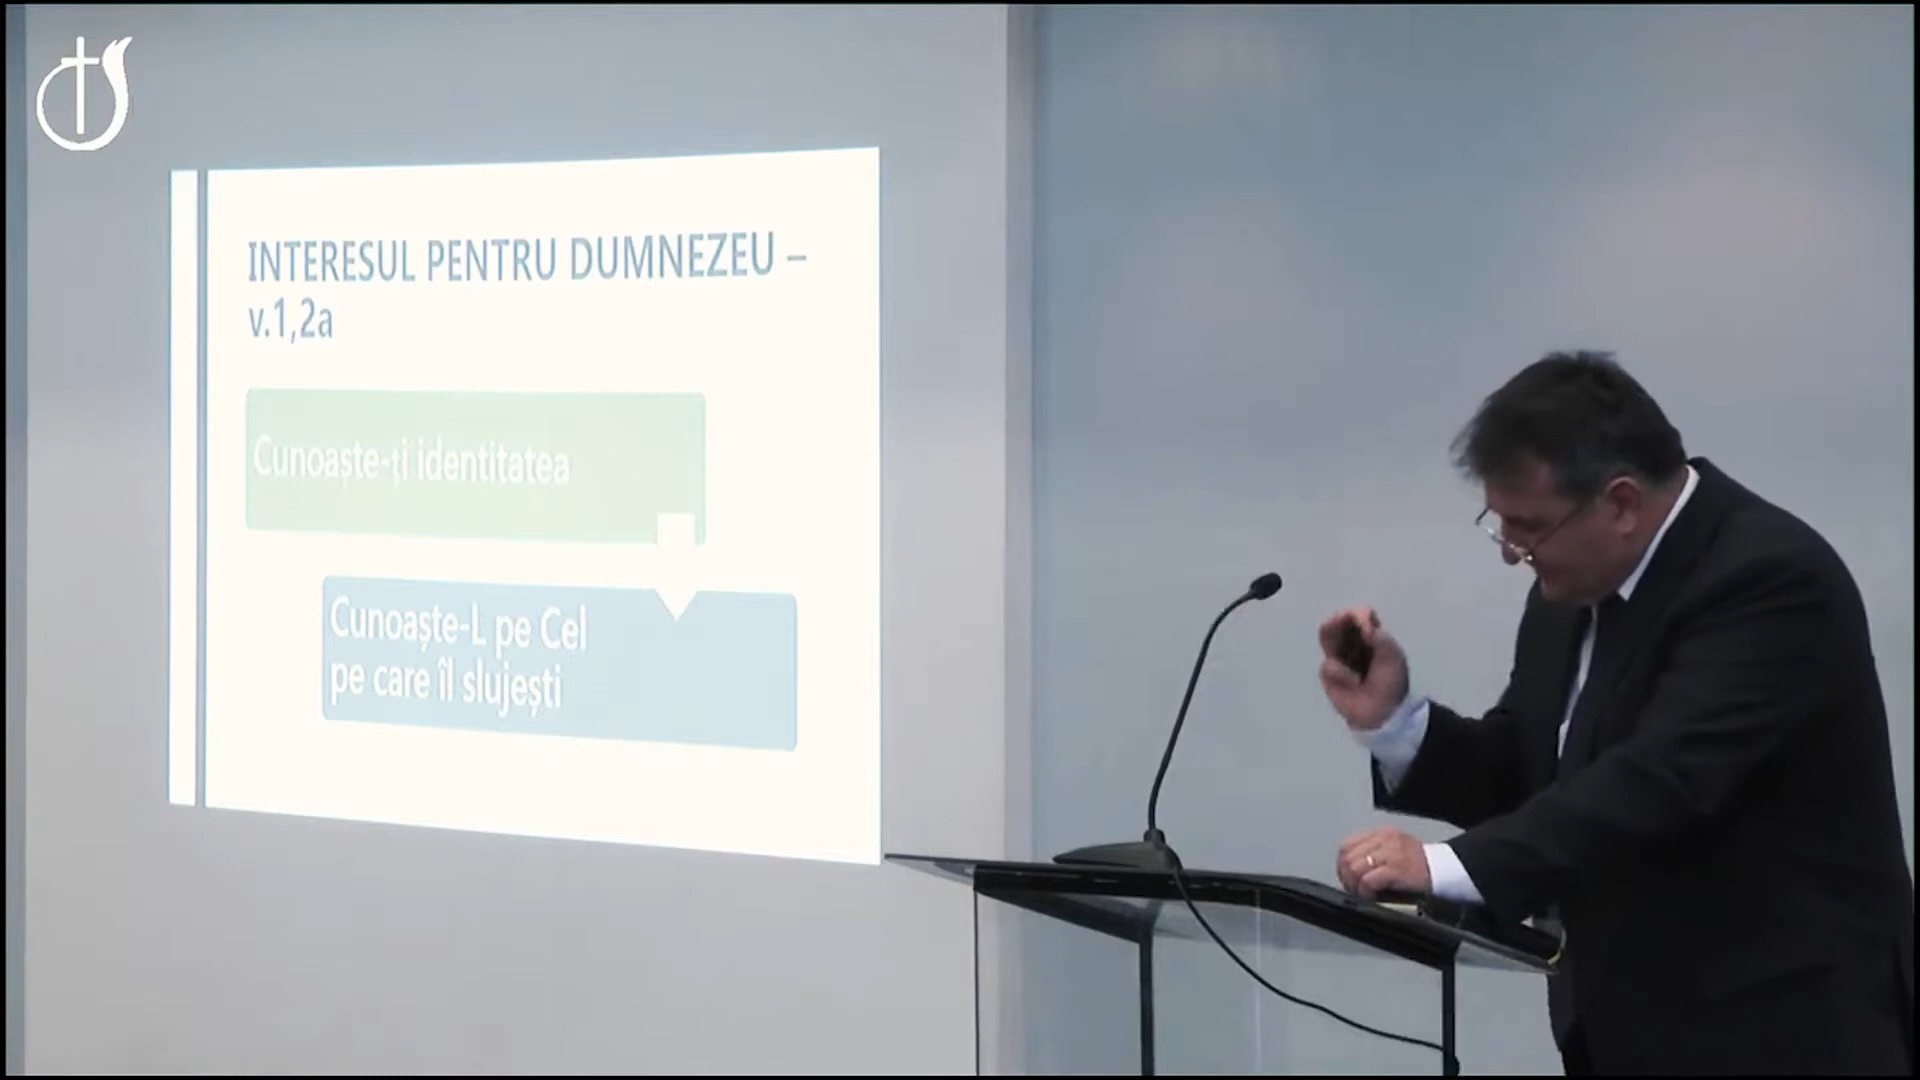 INTERESUL PENTRU DUMNEZEU –
v.1,2a
Cunoaște-ți identitatea
Cunoaște-L pe Cel
pe care îl slujești